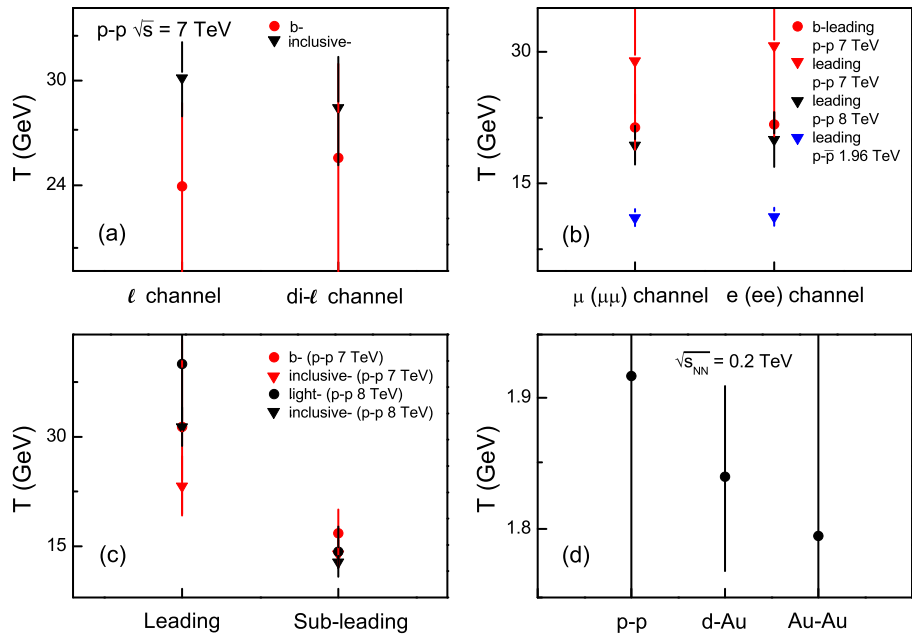 p-p √s = 7 TeV
b-
inclusive-
30
24
T (GeV)
(a)
ℓ channel
di-ℓ channel
b-leading
p-p 7 TeV
leading
p-p 7 TeV
leading
p-p 8 TeV
leading
p-p̅ 1.96 TeV
30
15
T (GeV)
(b)
μ (μμ) channel
e (ee) channel
b- (p-p 7 TeV)
inclusive- (p-p 7 TeV)
light- (p-p 8 TeV)
inclusive- (p-p 8 TeV)
30
15
T (GeV)
(c)
Leading
Sub-leading
√sNN = 0.2 TeV
1.9
1.8
T (GeV)
(d)
p-p
d-Au
Au-Au